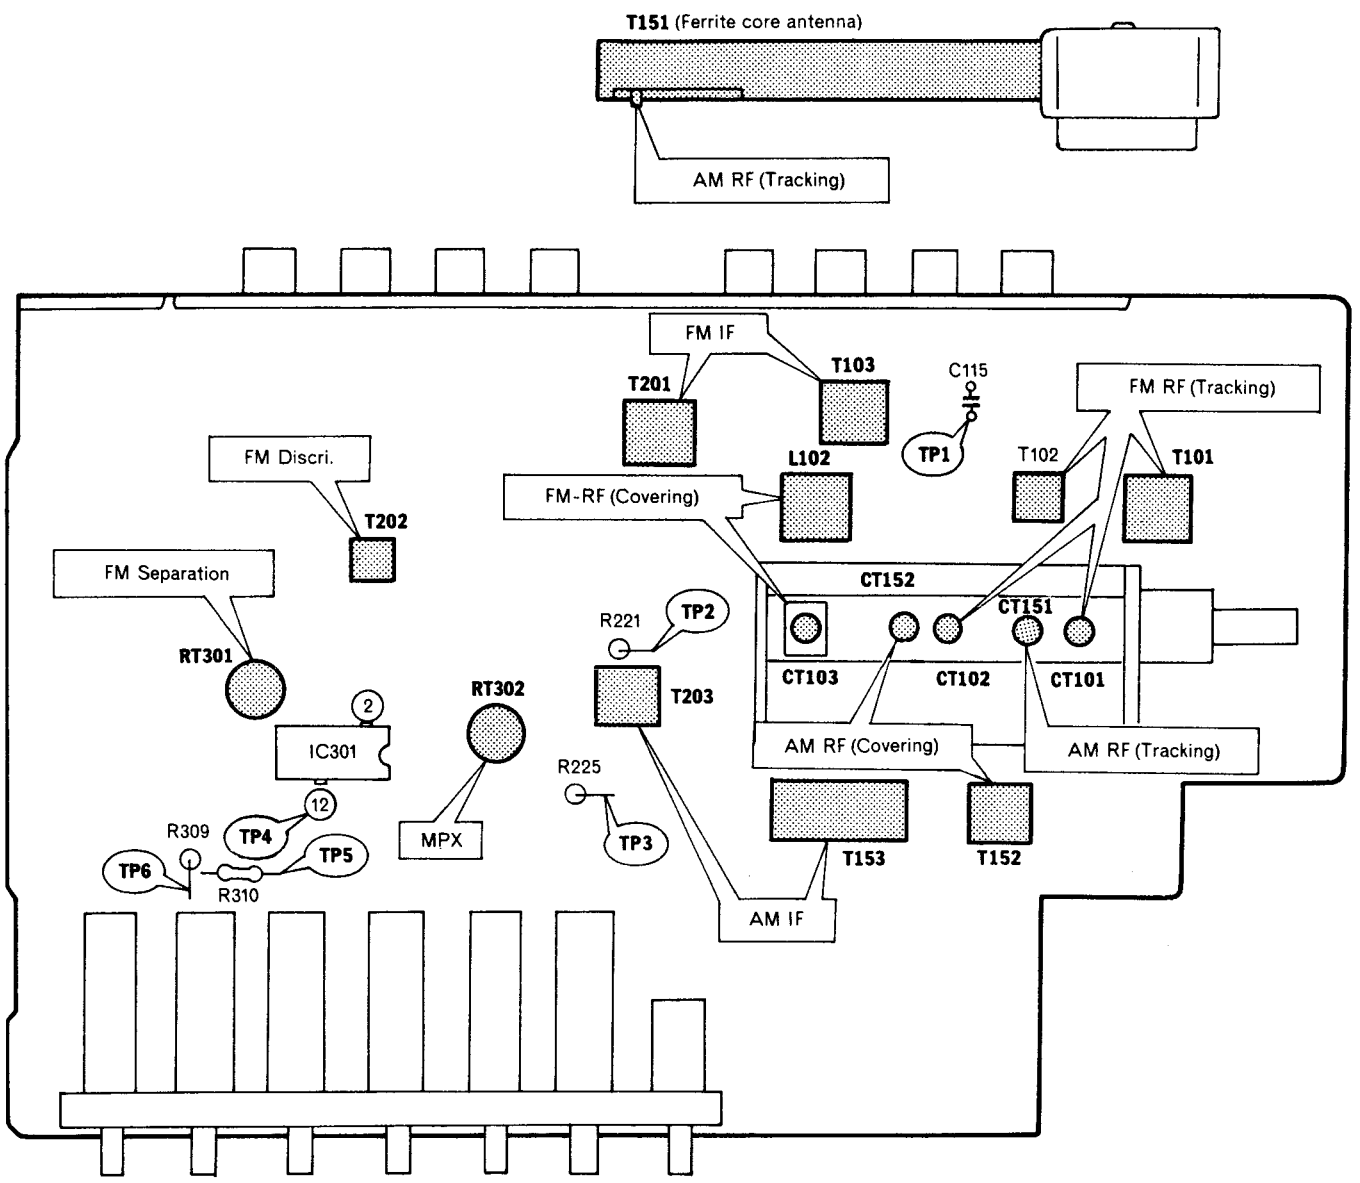 T151 (Ferrite core antenna)
AM RF (Tracking)
FM IF
T103
C115
FM RF (Tracking)
T201
FM Discri.
L102
TP1
T102
T101
FM-RF (Covering)
T202
FM Separation
CT152
TP2
R221
CT151
RT301
CT103
CT102
CT101
RT302
T203
2
IC301
AM RF (Covering)
AM RF (Tracking)
R225
12
R309
TP4
MPX
TP3
T153
T152
TP5
TP6
R310
AM IF